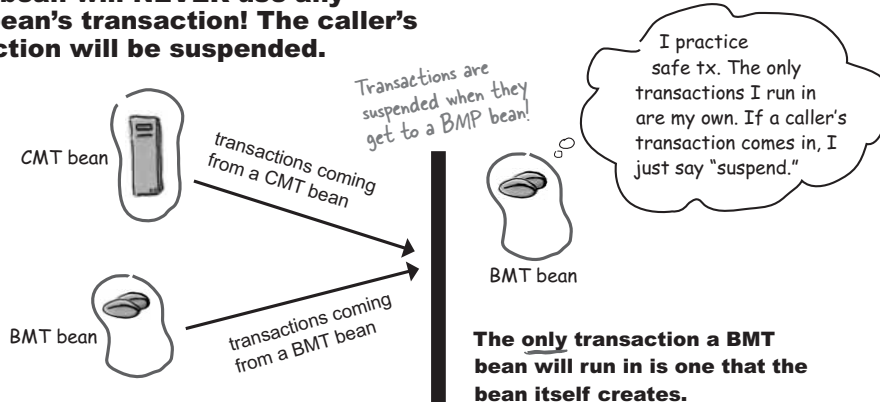 bean will NEVER use any
bean's transaction! The caller's
ction will be suspended.
Transactions are
suspended when they
get to a BMP bean!
I practice
safe tx. The only
transactions I run in
are my own. If a caller's
transaction comes in, I
just say “suspend.”
CMT bean
transactions coming
from a CMT bean
BMT bean
BMT bean
transactions coming
from a BMT bean
The only transaction a BMT
bean will run in is one that the
bean itself creates.